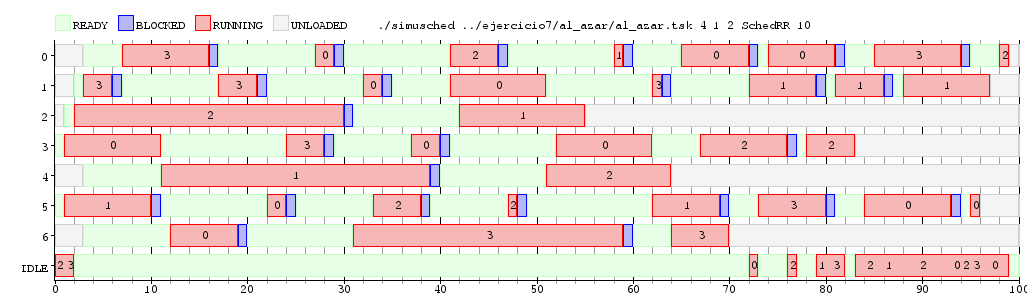 READY BLOCKED RUNNING UNLOADED ./simusched ../ejercicio7/al_azar/al_azar.tsk 4 1 2 SchedRR 10
0 3 0 2 1 0 0 3 2
1 3 3 0 0 3 1 1 1
2 2 1
3 0 3 0 0 2 2
4 1 2
5 1 0 2 2 1 3 0 0
6 0 3 3
IDLE 2 3 0 2 1 3 2 1 2 0 2 3 0
0 10 20 30 40 50 60 70 80 90 100